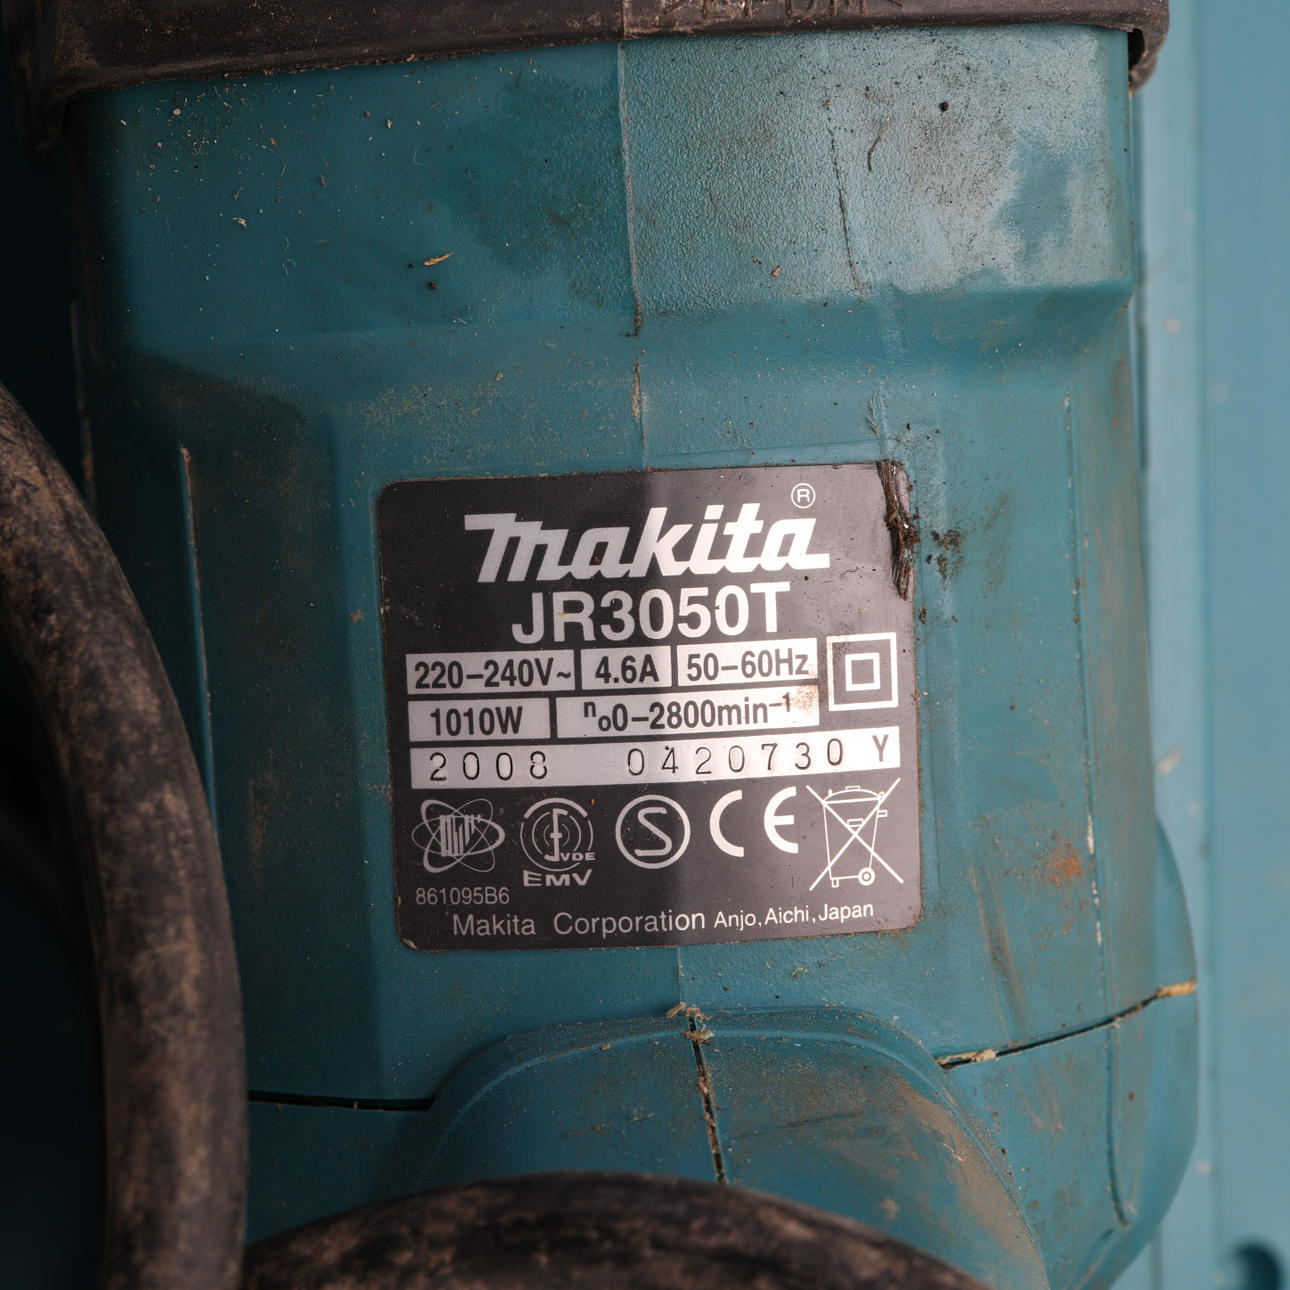 makita®
JR3050T
220–240V~ 4.6A 50–60Hz
1010W n₀0–2800min⁻¹
2008 0420730 Y
VDE
EMV
S
CE
861095B6
Makita Corporation Anjo, Aichi, Japan